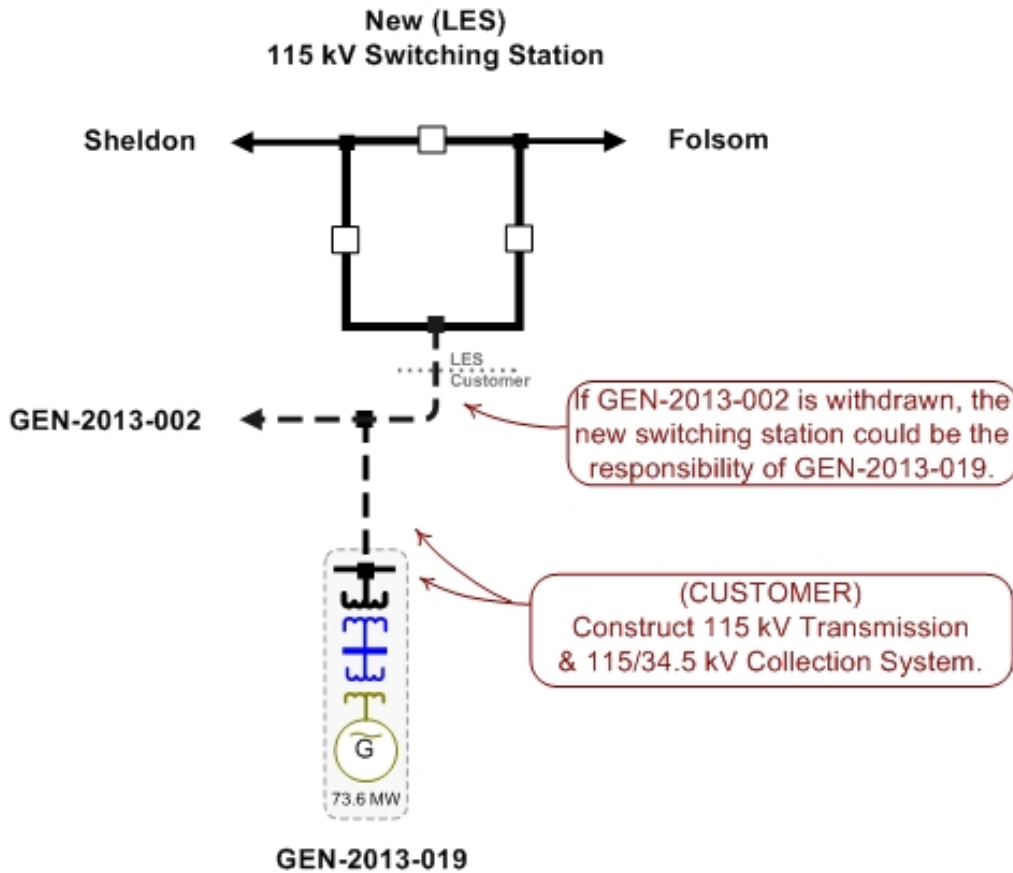 New (LES)
115 kV Switching Station
Sheldon
Folsom
LES
Customer
GEN-2013-002
If GEN-2013-002 is withdrawn, the
new switching station could be the
responsibility of GEN-2013-019.
(CUSTOMER)
Construct 115 kV Transmission
& 115/34.5 kV Collection System.
G
73.6 MW
GEN-2013-019